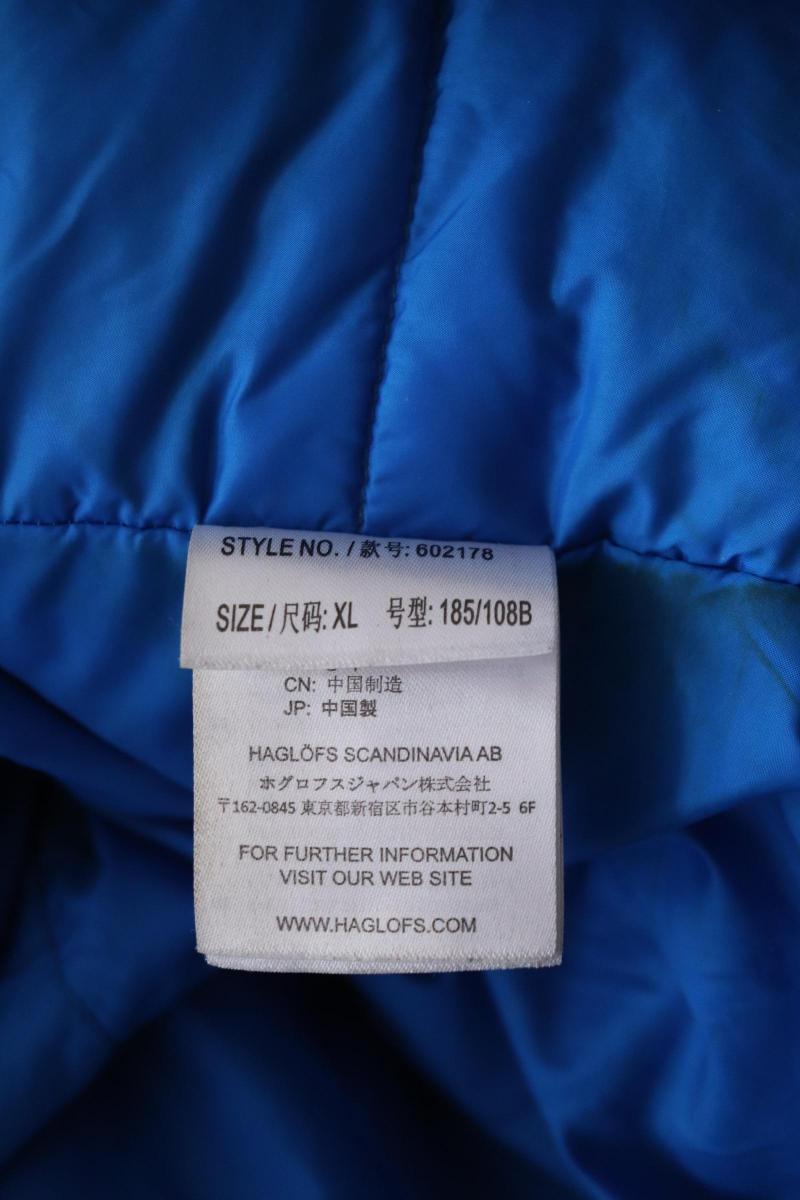 STYLE NO. / 款号: 602178
SIZE / 尺码: XL 号型: 185/108B
CN: 中国制造
JP: 中国製
HAGLÖFS SCANDINAVIA AB
ホグロフスジャパン株式会社
〒162-0845 東京都新宿区市谷本村町2-5 6F
FOR FURTHER INFORMATION
VISIT OUR WEB SITE
WWW.HAGLOFS.COM